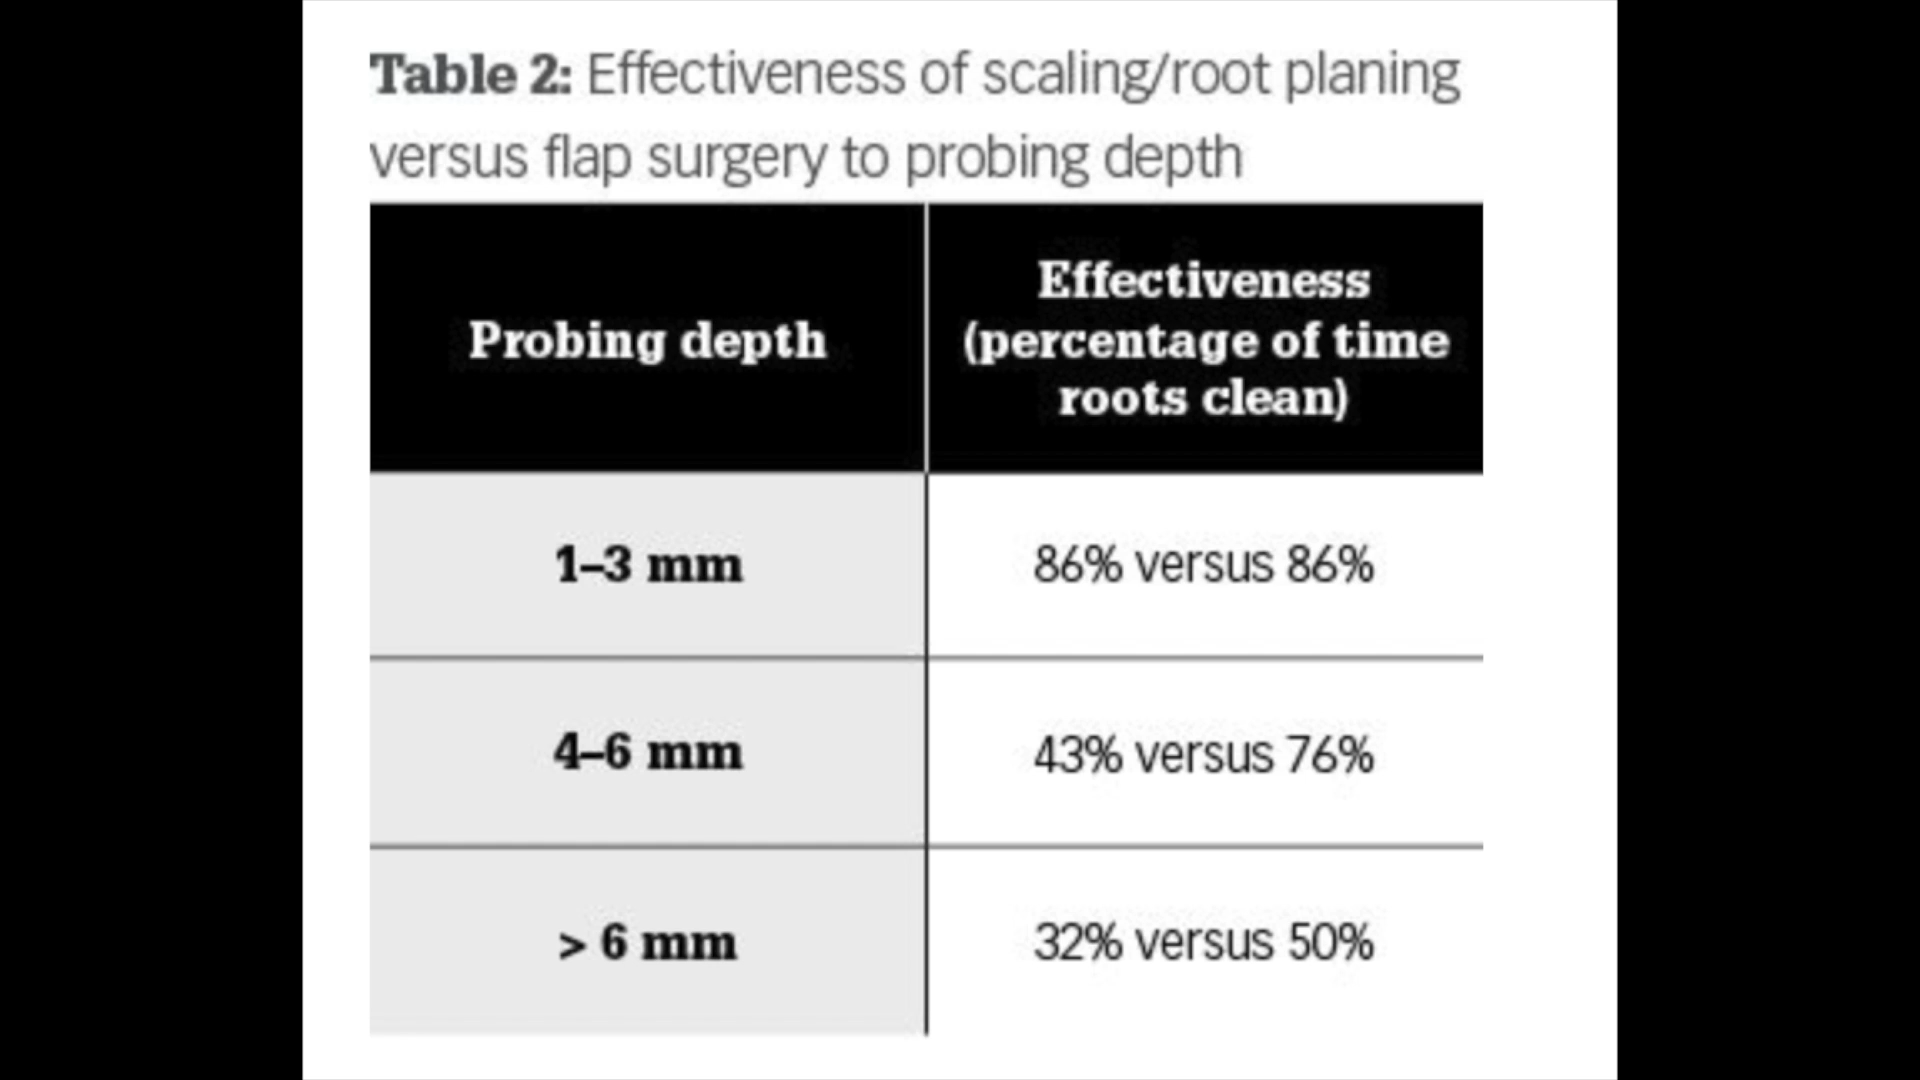 Table 2: Effectiveness of scaling/root planing
versus flap surgery to probing depth
Probing depth
Effectiveness
(percentage of time
roots clean)
1–3 mm
86% versus 86%
4–6 mm
43% versus 76%
> 6 mm
32% versus 50%